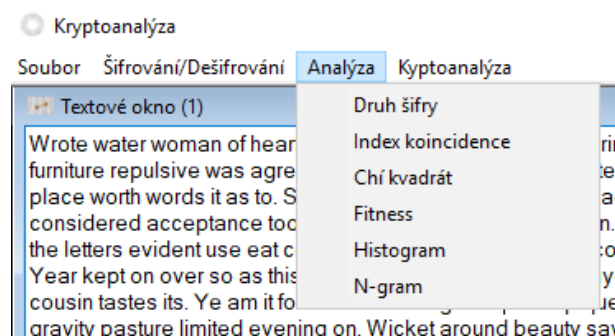 Kryptoanalýza
Soubor Šifrování/Dešifrování Analýza Kyptoanalýza
Textové okno (1)
Druh šifry
Index koincidence
Chí kvadrát
Fitness
Histogram
N-gram
Wrote water woman of hear
furniture repulsive was agre
place worth words it as to. S
considered acceptance too
the letters evident use eat c
Year kept on over so as this
cousin tastes its. Ye am it fo
gravity pasture limited evening on. Wicket around beauty sa